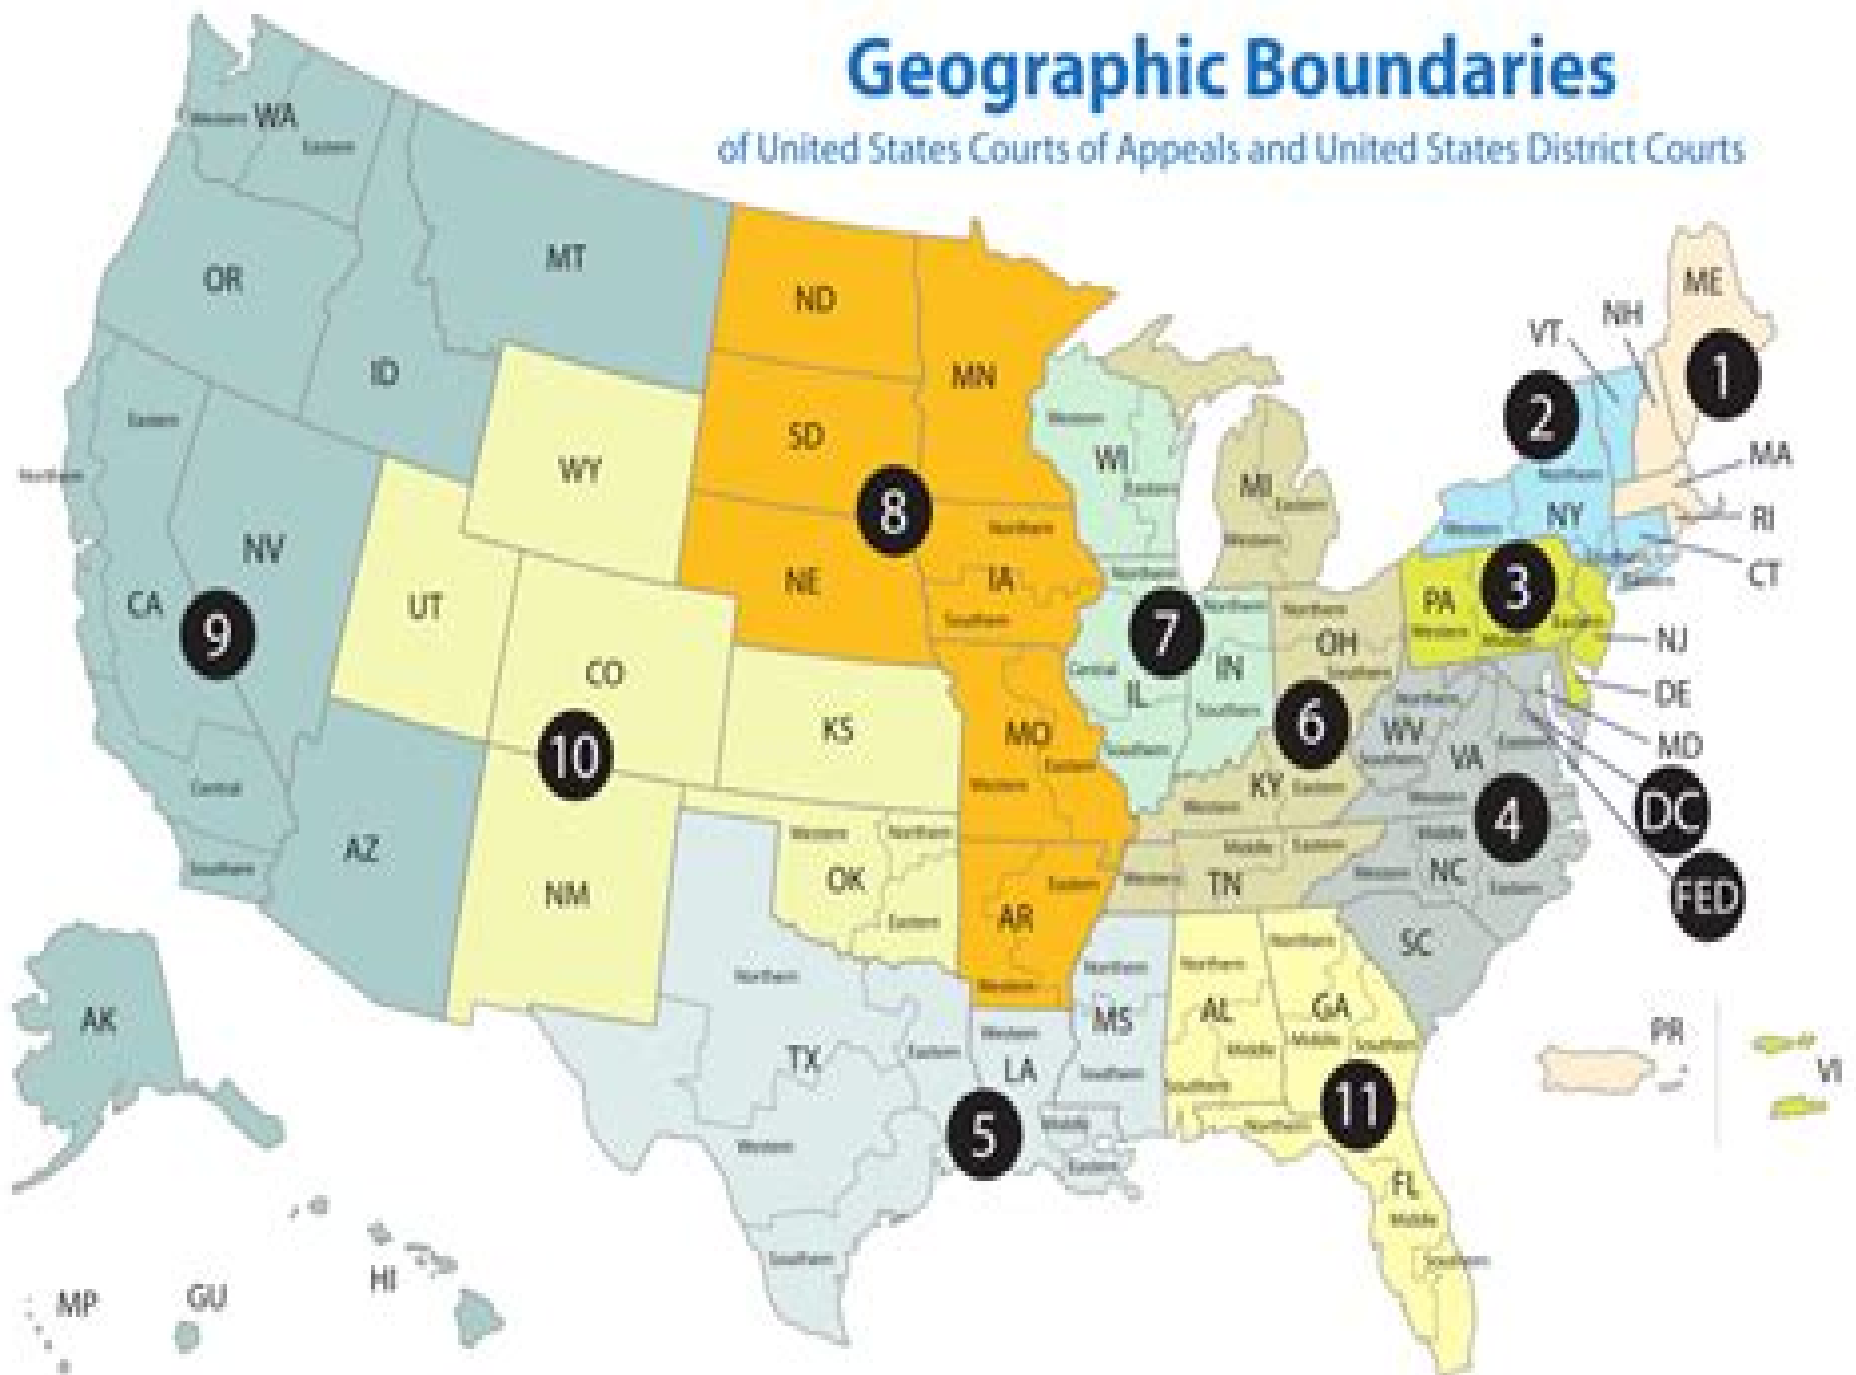 Geographic Boundaries
of United States Courts of Appeals and United States District Courts
Western WA
Eastern
OR
MT
ID
ND
MN
ME
NH
VT
1
2
Eastern
Northern
WY
SD
8
Western
WI
Eastern
MI
Eastern
Western
Northern
NY
Western
MA
RI
CT
NV
CA
9
UT
CO
NE
Northern
IA
Southern
Northern
7
Central
IL
Southern
Northern
IN
Southern
Northern
OH
Southern
6
PA
3
Western
Middle
Eastern
Southern
Eastern
NJ
DE
MD
DC
FED
10
KS
MO
Western
Eastern
KY
Western
Eastern
Northern
WV
Southern
VA
Eastern
Western
4
Central
Southern
AZ
NM
Western
Northern
OK
Eastern
AR
Eastern
Western
Western
Middle
Eastern
TN
Middle
Western
NC
Eastern
SC
AK
Northern
TX
Eastern
Western
Southern
Western
LA
Middle
Eastern
5
Northern
MS
Southern
Northern
AL
Middle
Southern
Northern
GA
Middle
Southern
11
Northern
FL
Middle
Southern
PR
VI
MP
GU
HI